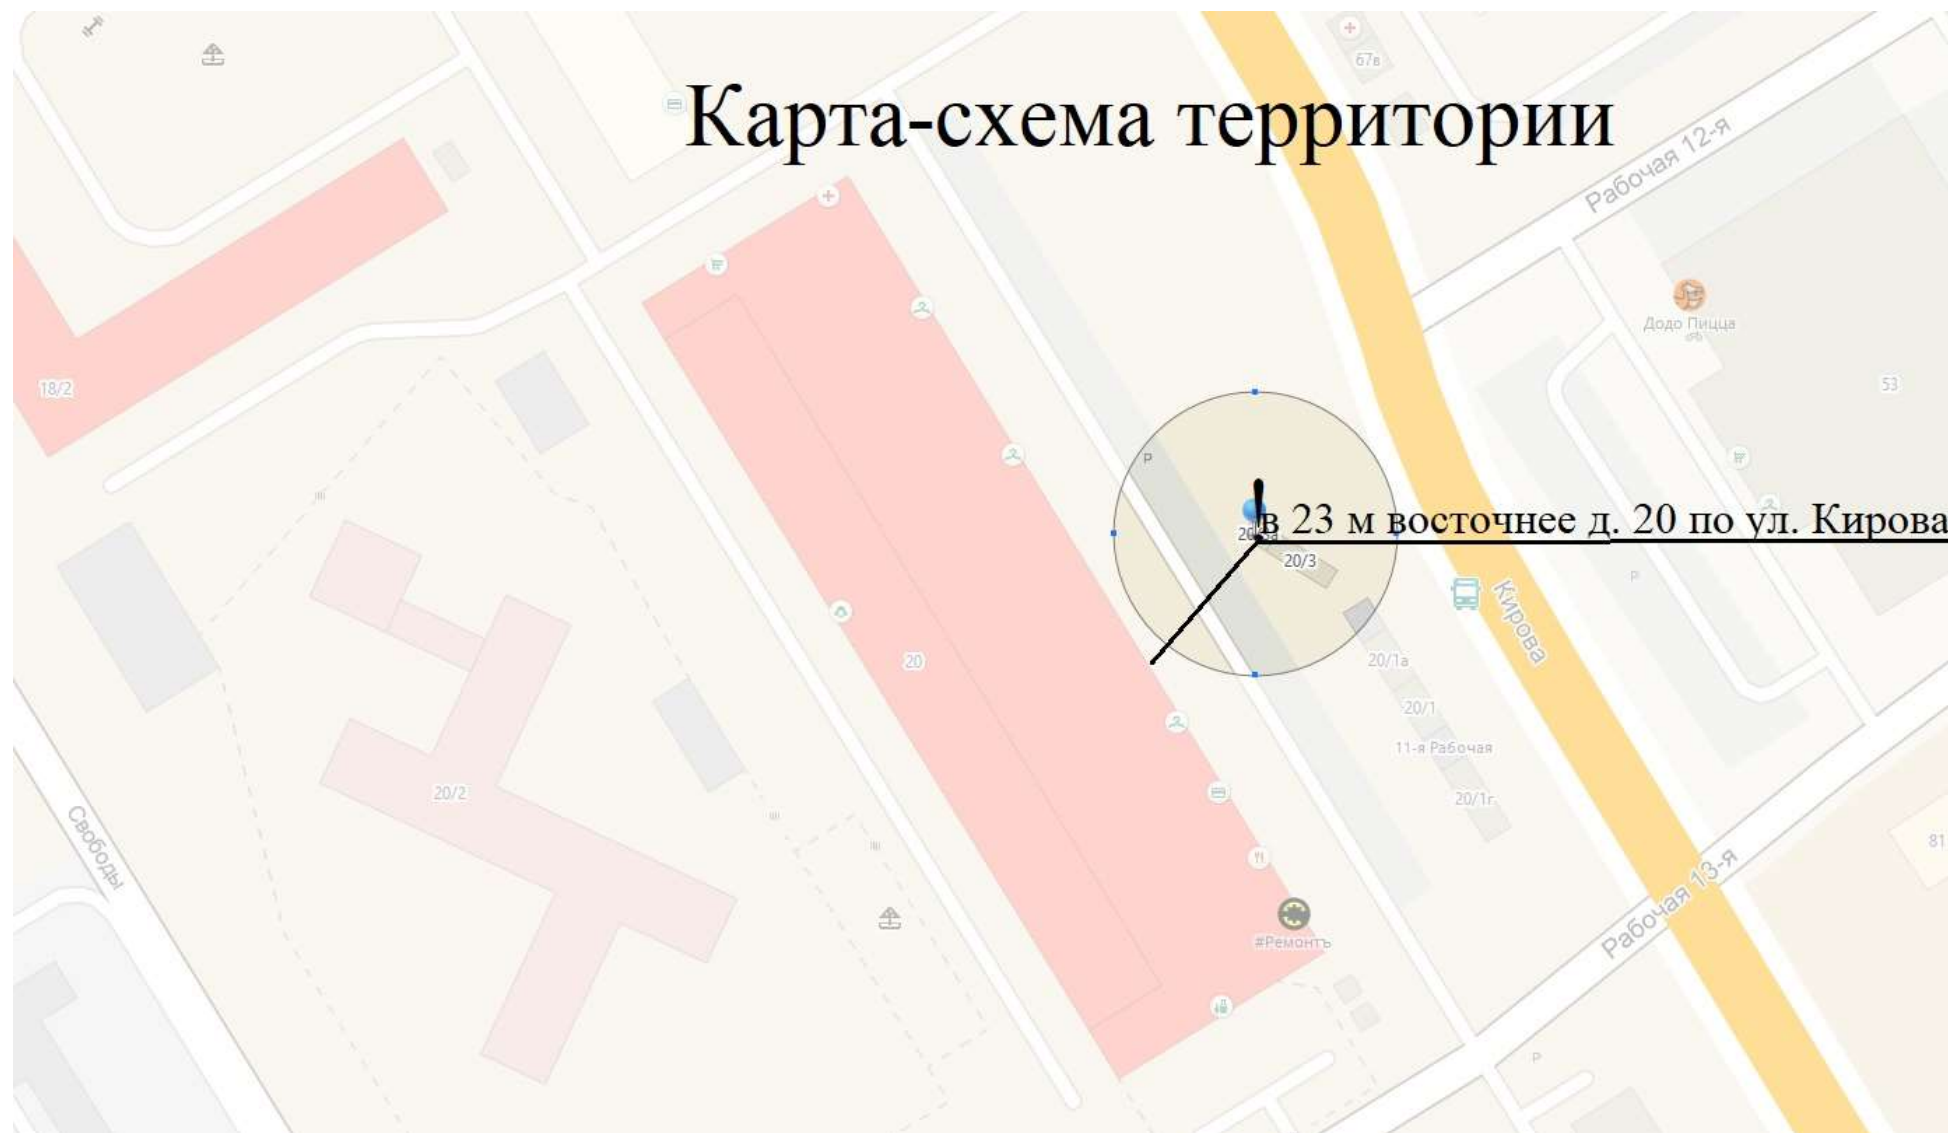 67в
Карта-схема территории
Рабочая 12-я
Додо Пицца
18/2
53
P
в 23 м восточнее д. 20 по ул. Кирова
20/3
P
Кирова
20
20/1а
20/1
11-я Рабочая
20/2
20/1г
Свободы
81
Рабочая 13-я
#Ремонтъ
P